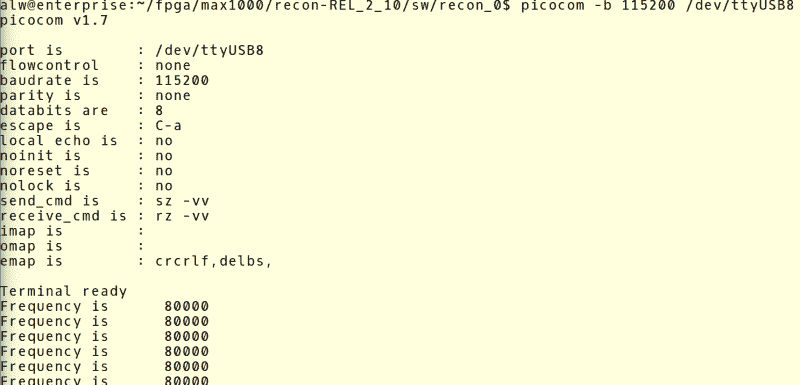 alw@enterprise:~/fpga/max1000/recon-REL_2_10/sw/recon_0$ picocom -b 115200 /dev/ttyUSB8
picocom v1.7
port is : /dev/ttyUSB8
flowcontrol : none
baudrate is : 115200
parity is : none
databits are : 8
escape is : C-a
local echo is : no
noinit is : no
noreset is : no
nolock is : no
send_cmd is : sz -vv
receive_cmd is : rz -vv
imap is :
omap is :
emap is : crcrlf,delbs,
Terminal ready
Frequency is 80000
Frequency is 80000
Frequency is 80000
Frequency is 80000
Frequency is 80000
Frequency is 80000